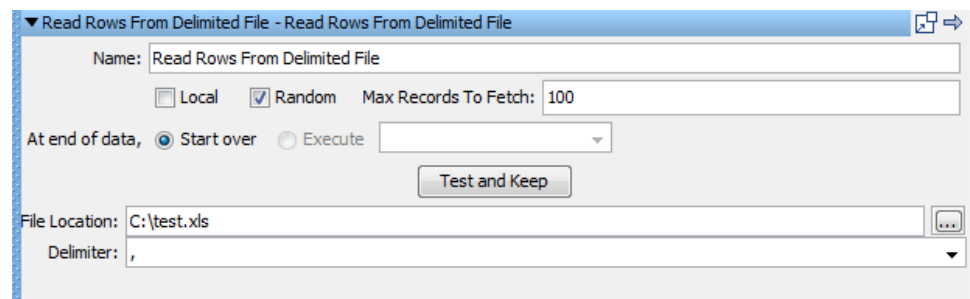 Read Rows From Delimited File - Read Rows From Delimited File
Name: Read Rows From Delimited File
Local Random Max Records To Fetch: 100
At end of data, Start over Execute
Test and Keep
File Location: C:\test.xls ...
Delimiter: ,